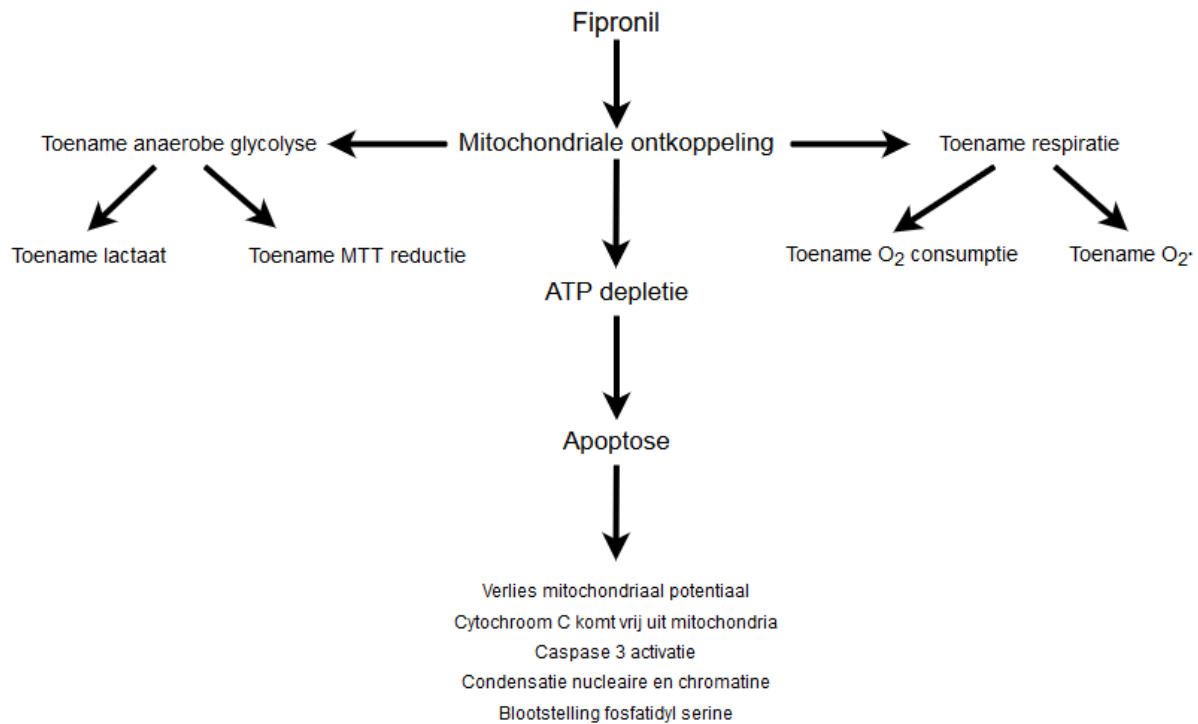 Fipronil
Toename anaerobe glycolyse
Mitochondriale ontkoppeling
Toename respiratie
Toename lactaat
Toename MTT reductie
Toename O₂ consumptie
Toename O₂·
ATP depletie
Apoptose
Verlies mitochondriaal potentiaal
Cytochroom C komt vrij uit mitochondria
Caspase 3 activatie
Condensatie nucleaire en chromatine
Blootstelling fosfatidyl serine